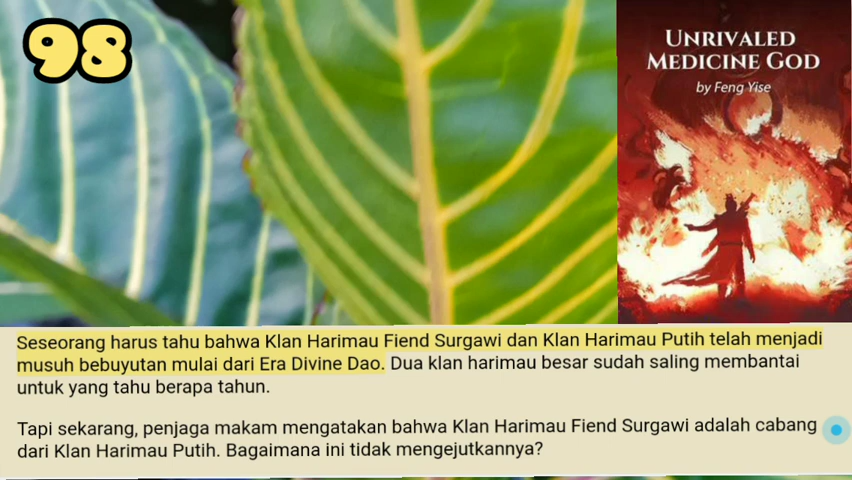 98
UNRIVALED
MEDICINE GOD
by Feng Yise
Seseorang harus tahu bahwa Klan Harimau Fiend Surgawi dan Klan Harimau Putih telah menjadi
musuh bebuyutan mulai dari Era Divine Dao. Dua klan harimau besar sudah saling membantai
untuk yang tahu berapa tahun.
Tapi sekarang, penjaga makam mengatakan bahwa Klan Harimau Fiend Surgawi adalah cabang
dari Klan Harimau Putih. Bagaimana ini tidak mengejutkannya?